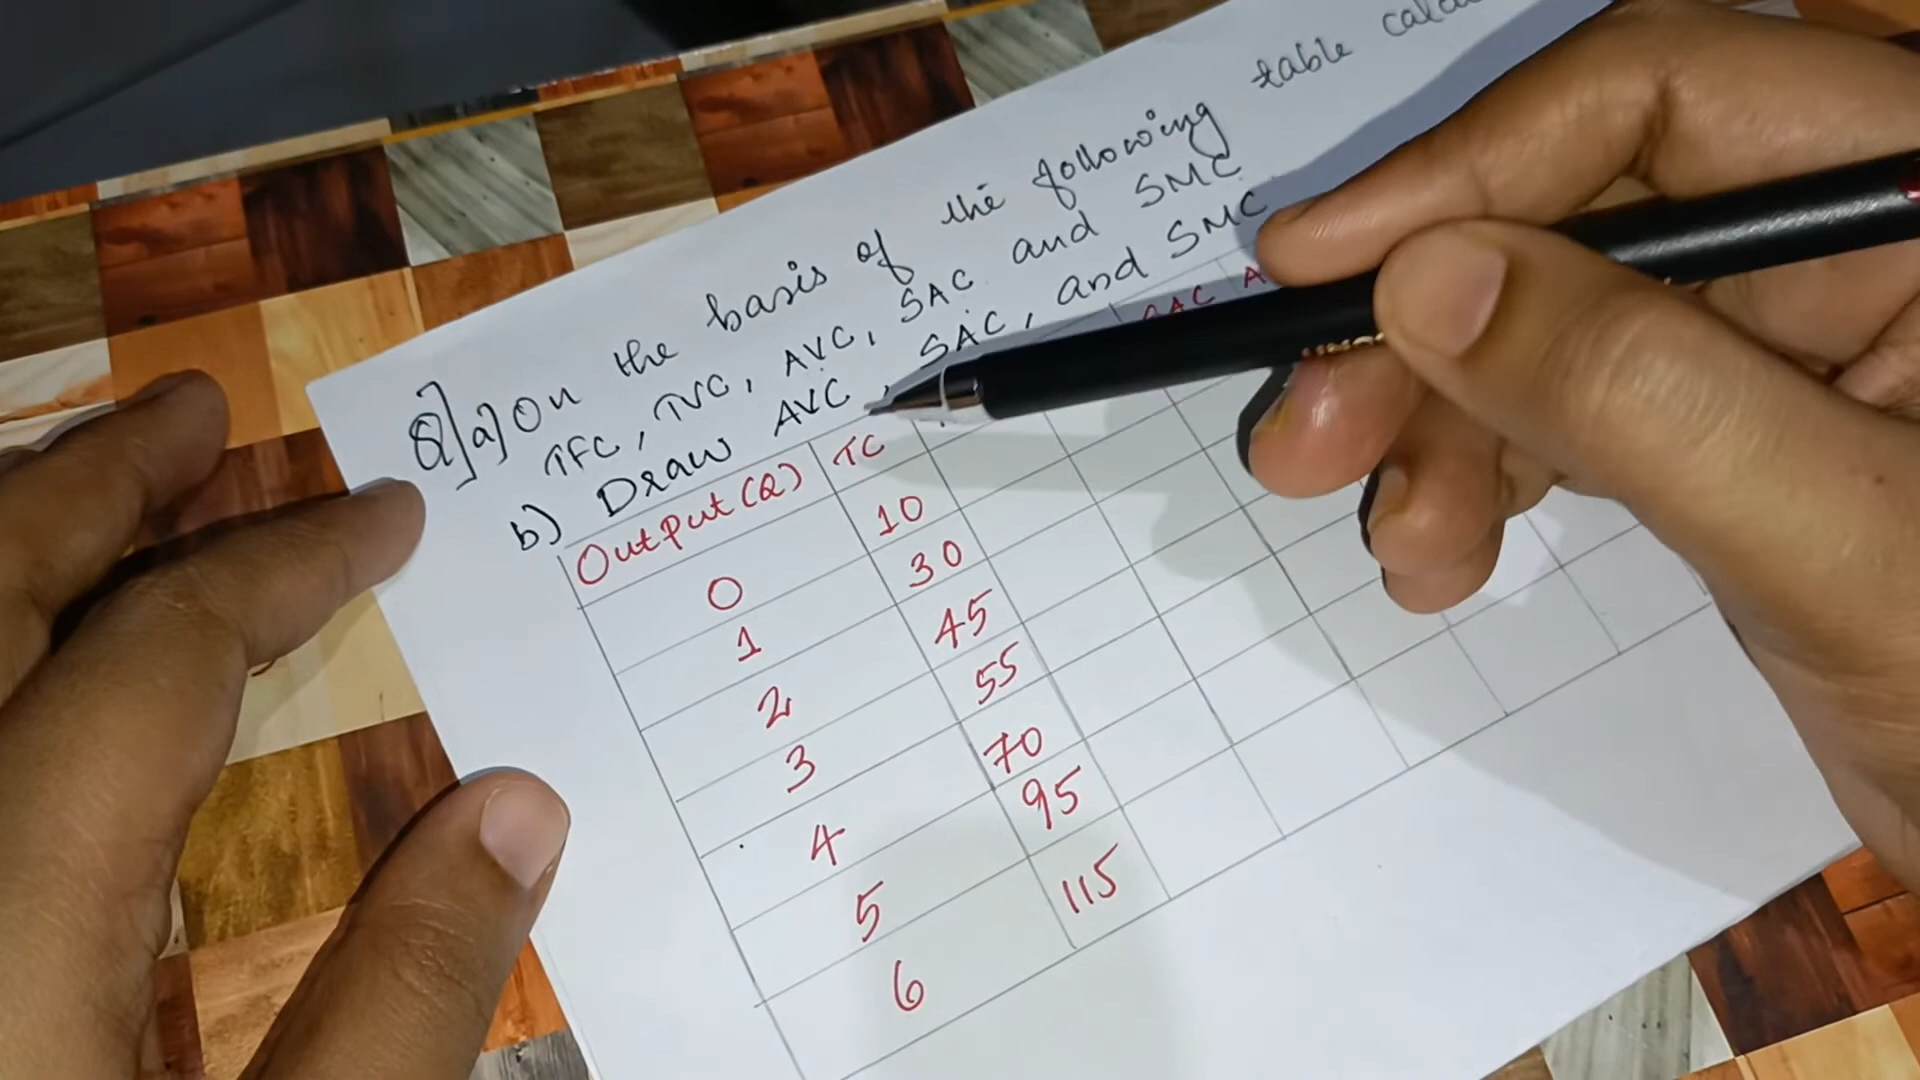 Q] a) On the basis of the following table
TFC, TVC, AVC, SAC and SMC
b) Draw AVC, SAC, and SMC
Output (Q) TC SAC
0 10
1 30
2 45
3 55
4 70
5 95
6 115